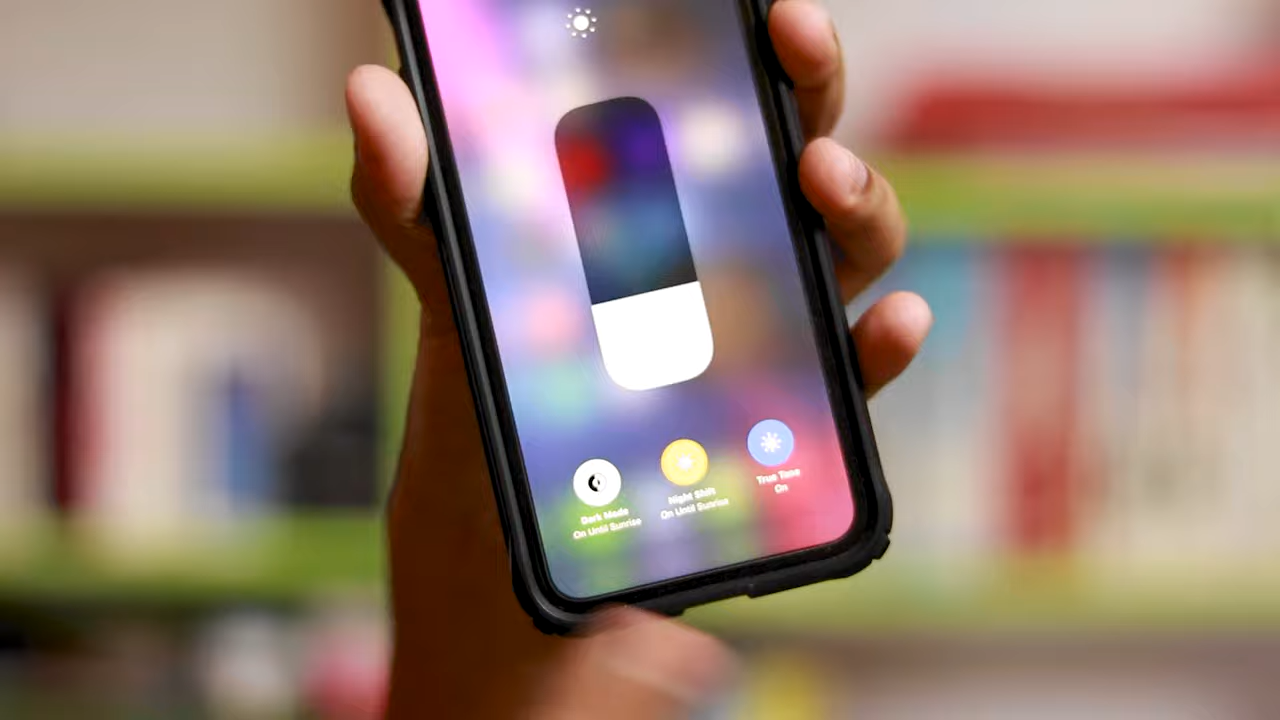 Dark Mode
On Until Sunrise
Night Shift
On Until Sunrise
True Tone
On